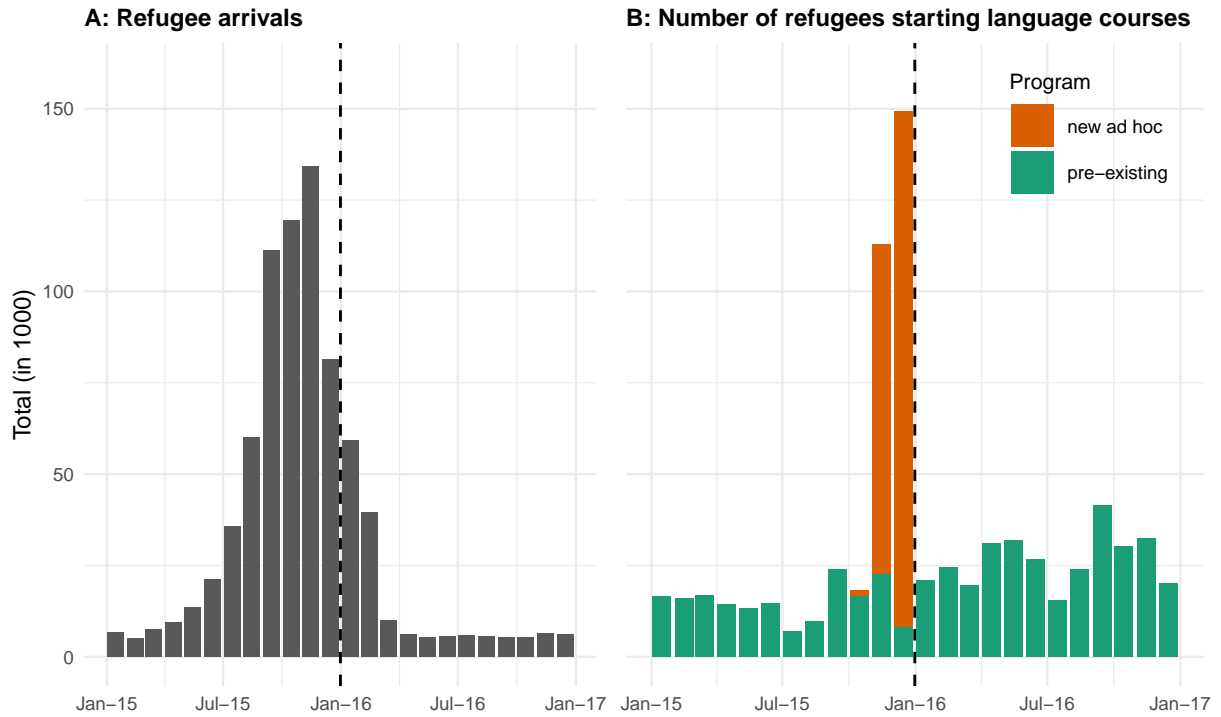 A: Refugee arrivals
B: Number of refugees starting language courses
Total (in 1000)
150
100
50
0
Program
new ad hoc
pre−existing
Jan−15
Jul−15
Jan−16
Jul−16
Jan−17
Jan−15
Jul−15
Jan−16
Jul−16
Jan−17